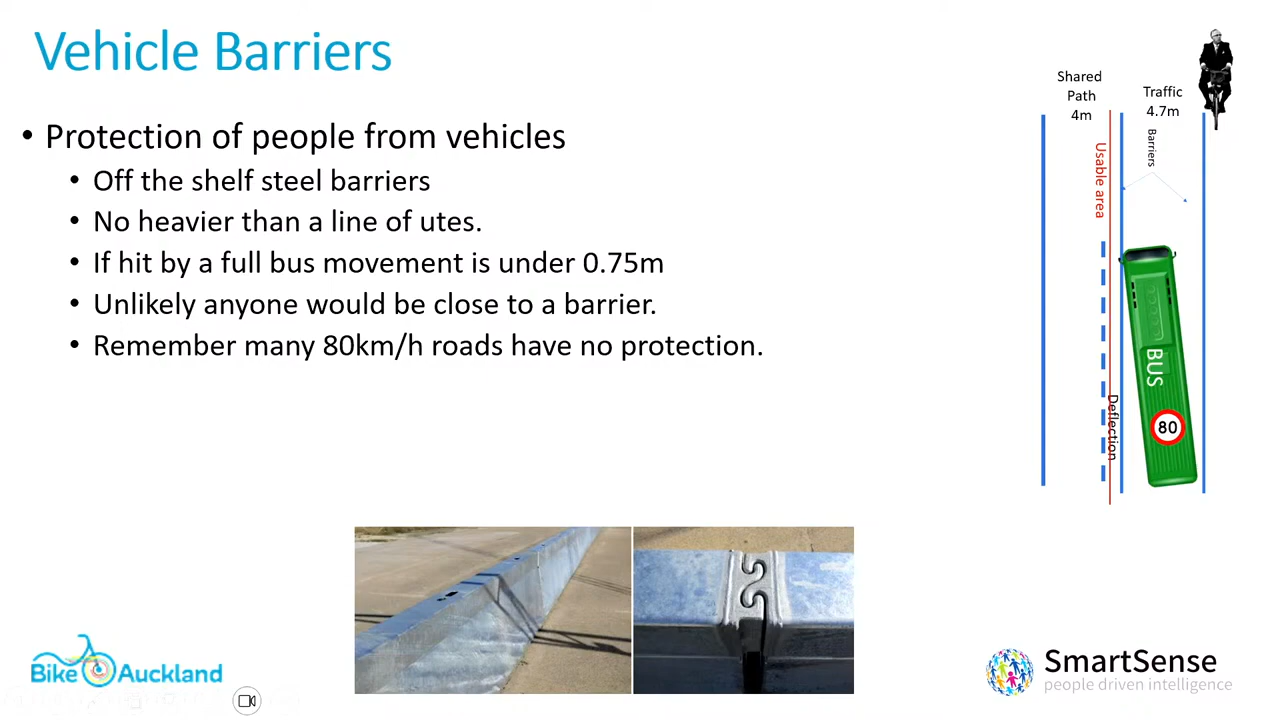 Vehicle Barriers
• Protection of people from vehicles
• Off the shelf steel barriers
• No heavier than a line of utes.
• If hit by a full bus movement is under 0.75m
• Unlikely anyone would be close to a barrier.
• Remember many 80km/h roads have no protection.
Shared
Path
4m
Traffic
4.7m
Barriers
Usable area
BUS
80
Deflection
Bike Auckland
SmartSense
people driven intelligence